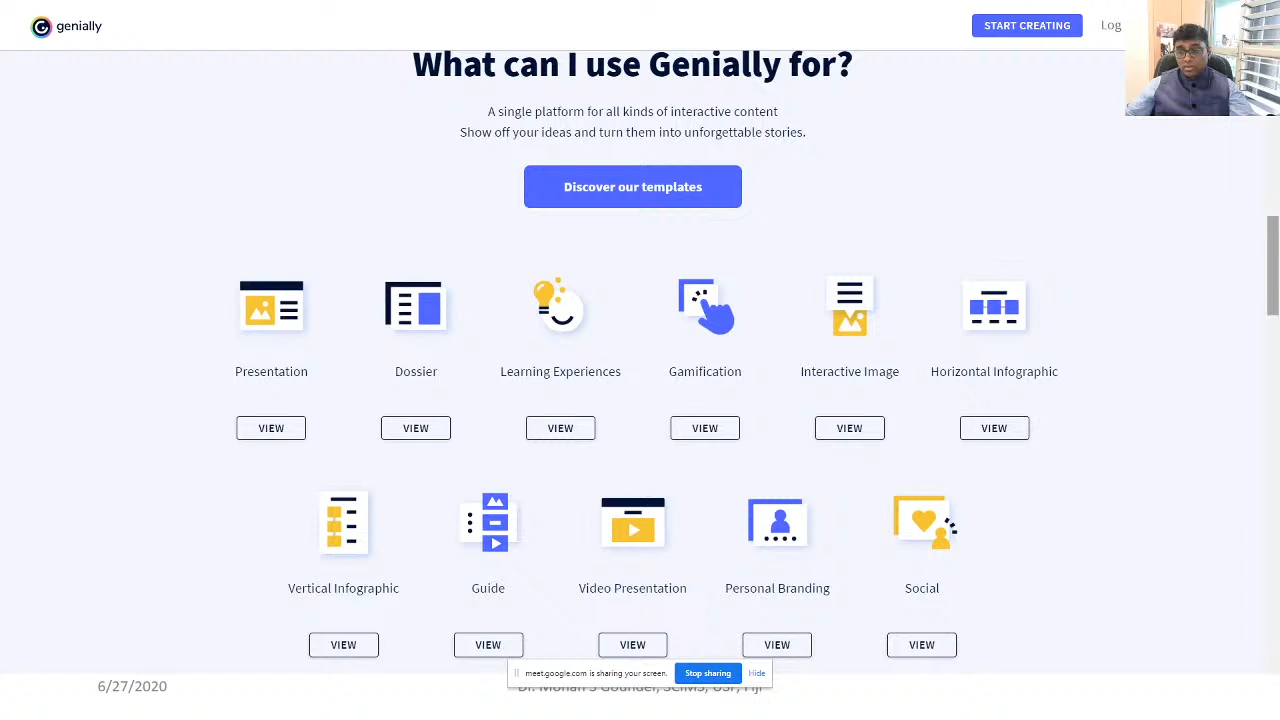 genially
START CREATING
Log
What can I use Genially for?
A single platform for all kinds of interactive content
Show off your ideas and turn them into unforgettable stories.
Discover our templates
Presentation
Dossier
Learning Experiences
Gamification
Interactive Image
Horizontal Infographic
VIEW
VIEW
VIEW
VIEW
VIEW
VIEW
Vertical Infographic
Guide
Video Presentation
Personal Branding
Social
VIEW
VIEW
VIEW
VIEW
VIEW
meet.google.com is sharing your screen.
Stop sharing
Hide
6/27/2020